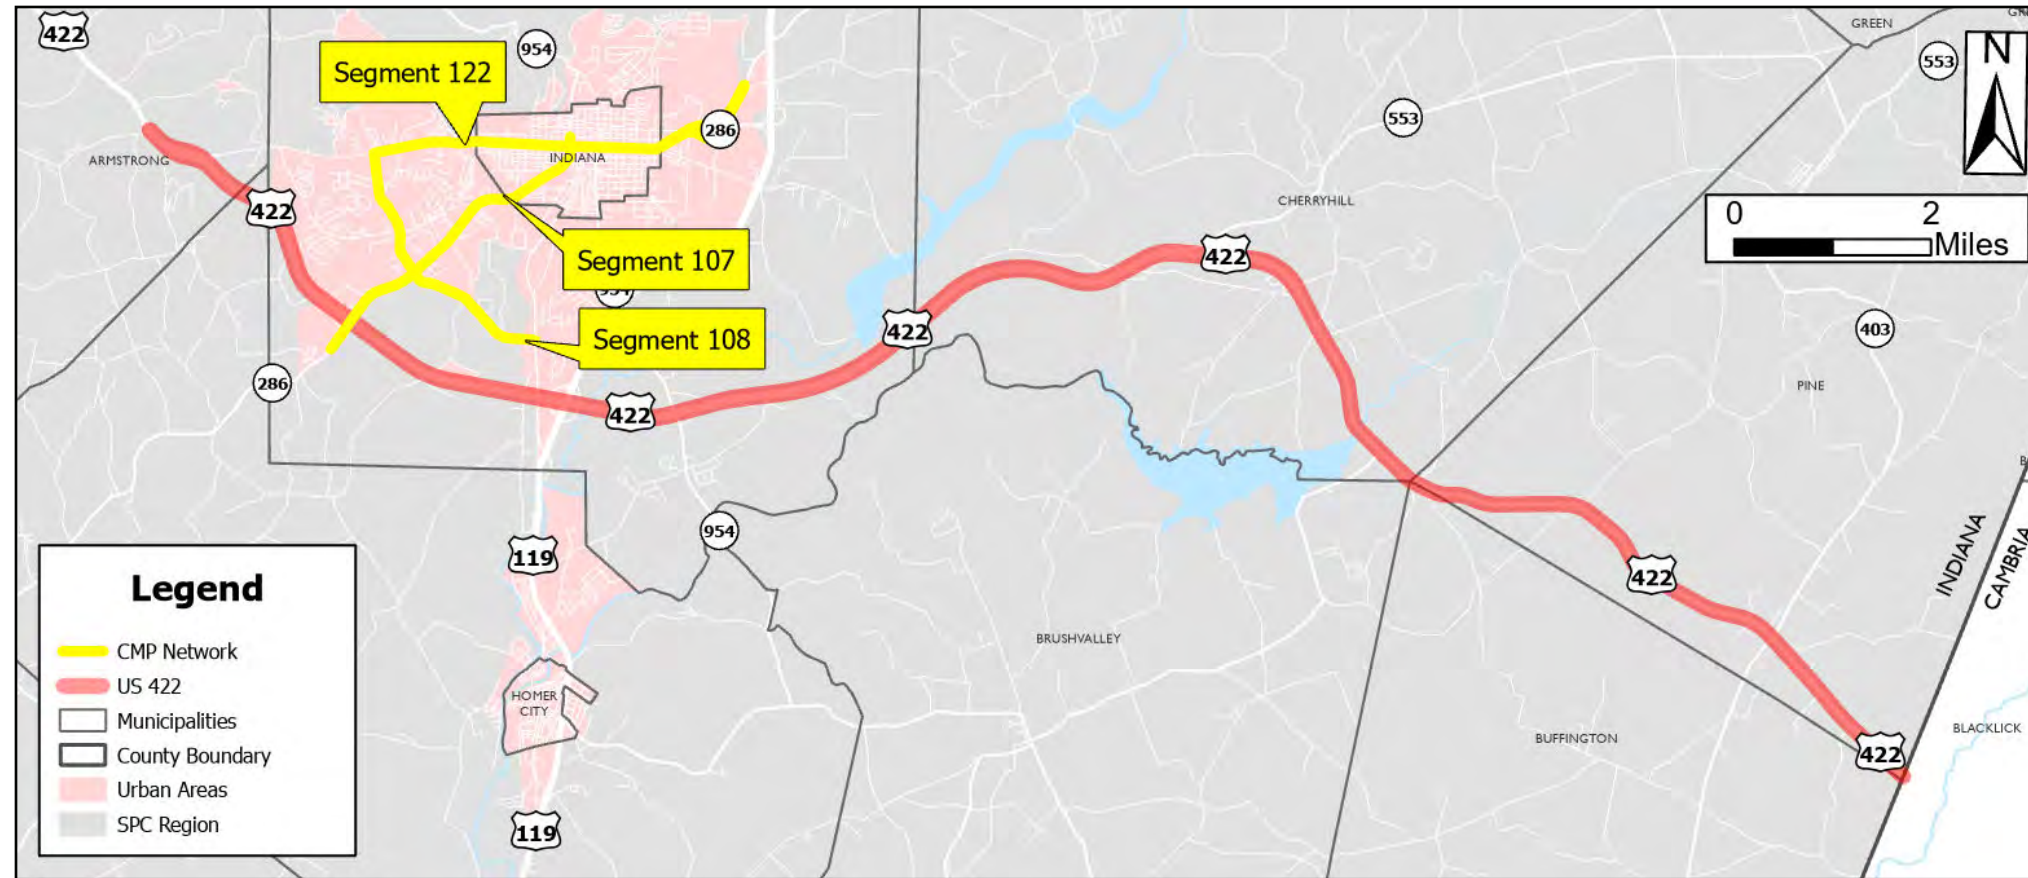 422
954
GREEN
553
N
Segment 122
286
553
ARMSTRONG
INDIANA
422
CHERRYHILL
0 2
Miles
Segment 107
422
Segment 108
422
403
286
PINE
422
954
119
422
INDIANA
CAMBRIA
Legend
CMP Network
US 422
Municipalities
County Boundary
Urban Areas
SPC Region
BRUSHVALLEY
HOMER
CITY
BUFFINGTON
BLACKLICK
422
119